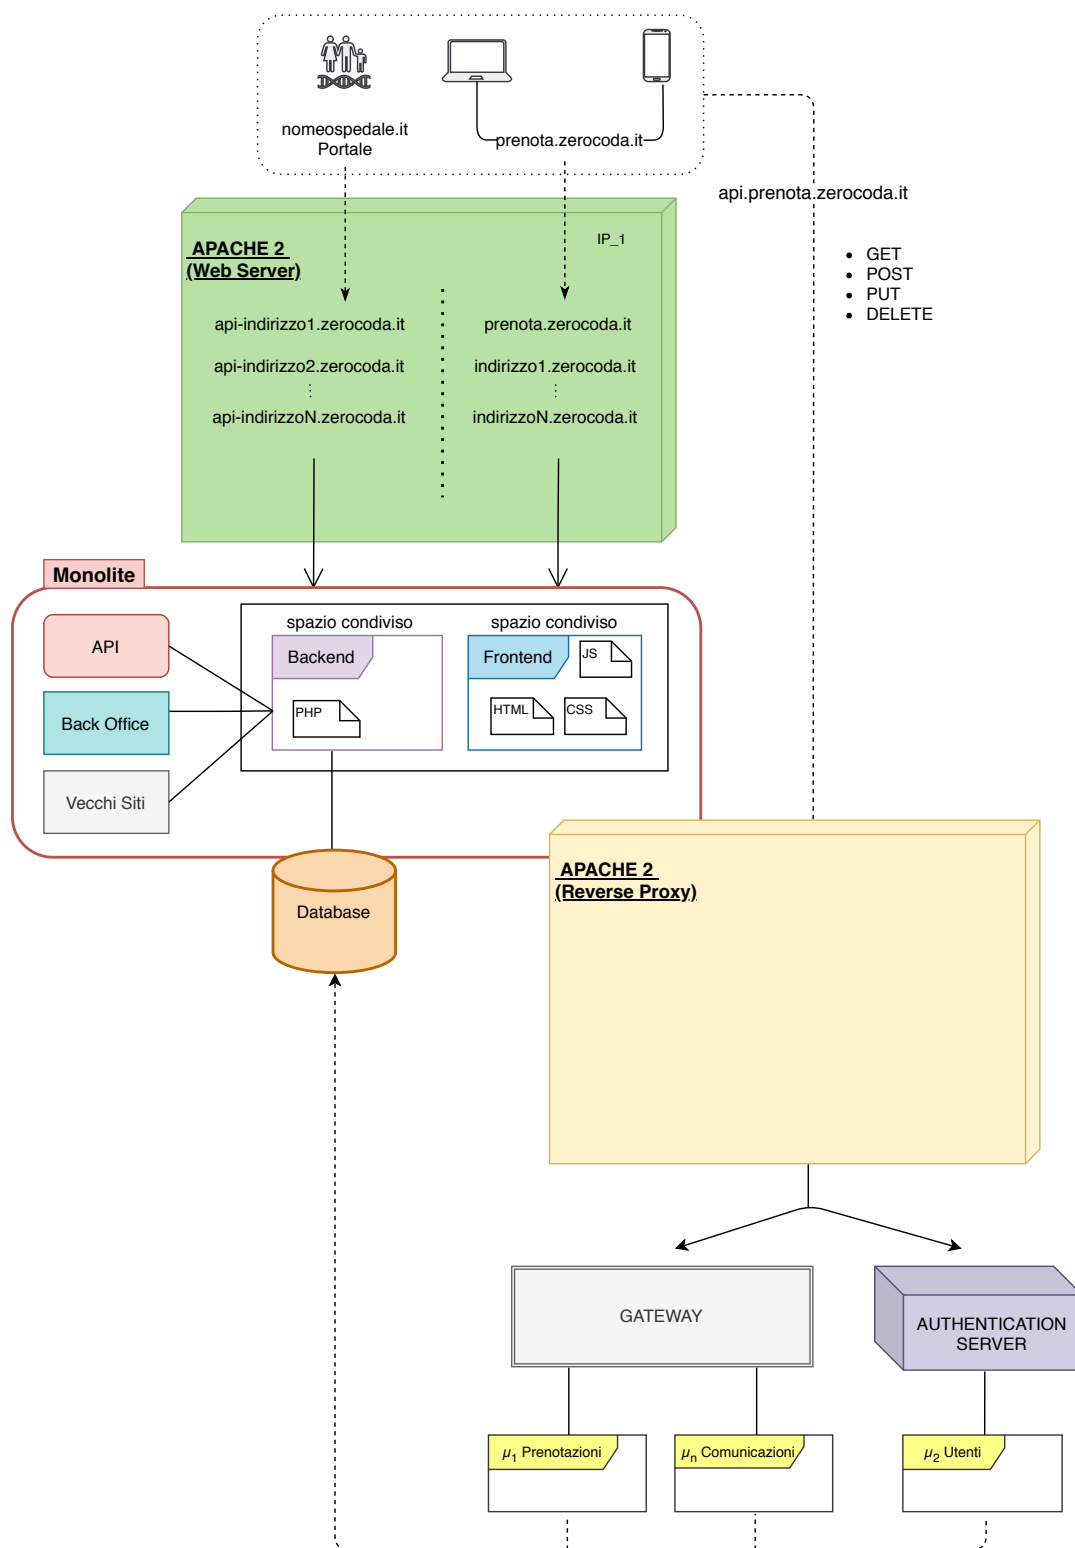 nomeospedale.it
Portale
prenota.zerocoda.it
api.prenota.zerocoda.it
GET
POST
PUT
DELETE
APACHE 2
(Web Server)
IP_1
api-indirizzo1.zerocoda.it
api-indirizzo2.zerocoda.it
api-indirizzoN.zerocoda.it
prenota.zerocoda.it
indirizzo1.zerocoda.it
indirizzoN.zerocoda.it
Monolite
API
Back Office
Vecchi Siti
spazio condiviso
Backend
PHP
spazio condiviso
Frontend
JS
HTML
CSS
Database
APACHE 2
(Reverse Proxy)
GATEWAY
AUTHENTICATION
SERVER
μ1 Prenotazioni
μn Comunicazioni
μ2 Utenti